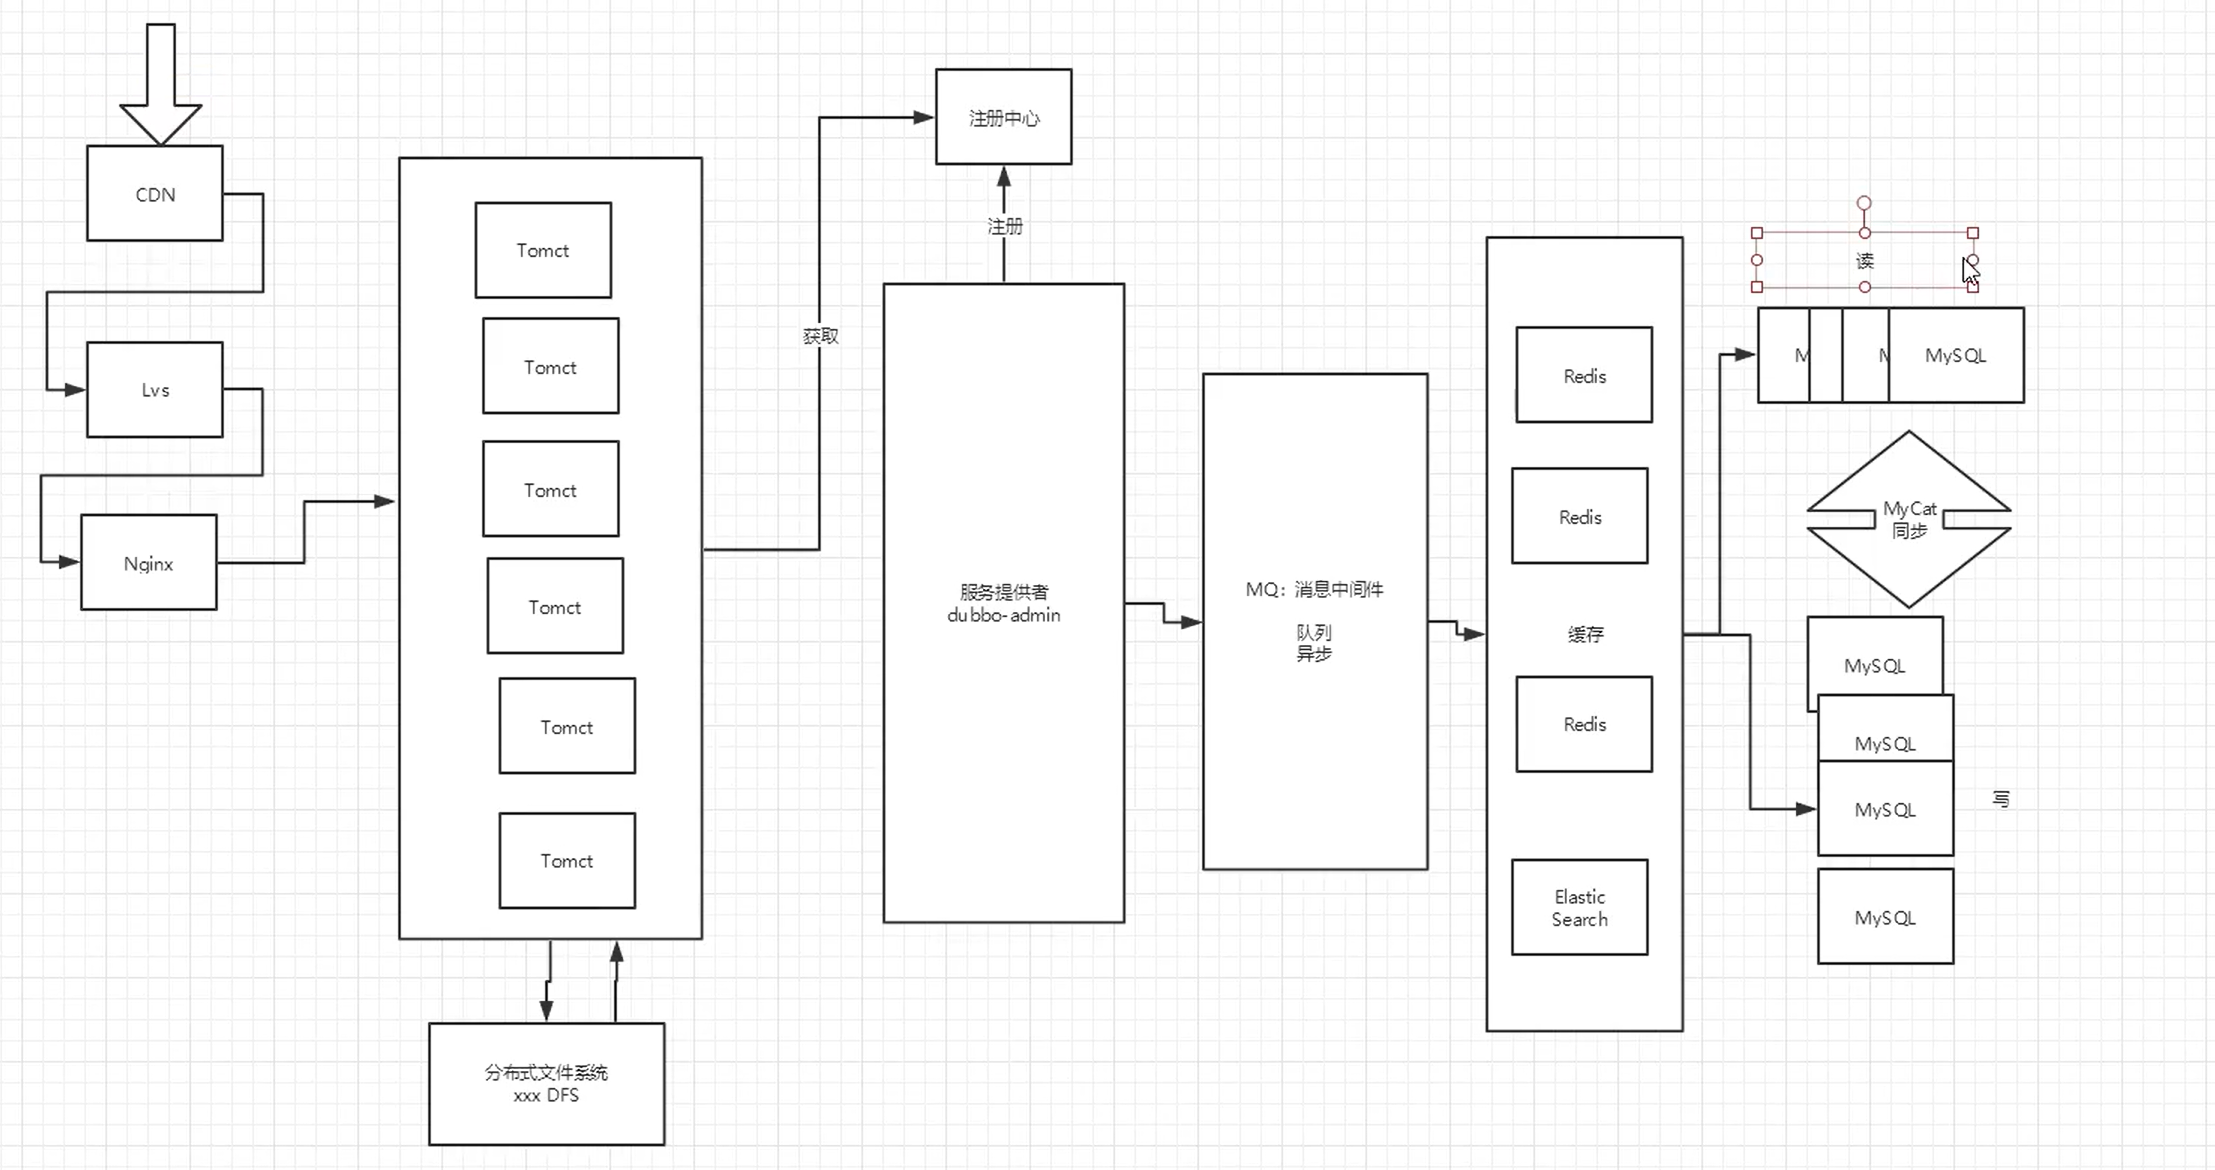 CDN
Lvs
Nginx
Tomct
Tomct
Tomct
Tomct
Tomct
Tomct
分布式文件系统
xxx DFS
获取
注册中心
注册
服务提供者
dubbo-admin
MQ：消息中间件
队列
异步
Redis
Redis
缓存
Redis
Elastic
Search
读
M
MySQL
MyCat
同步
MySQL
MySQL
MySQL
写
MySQL